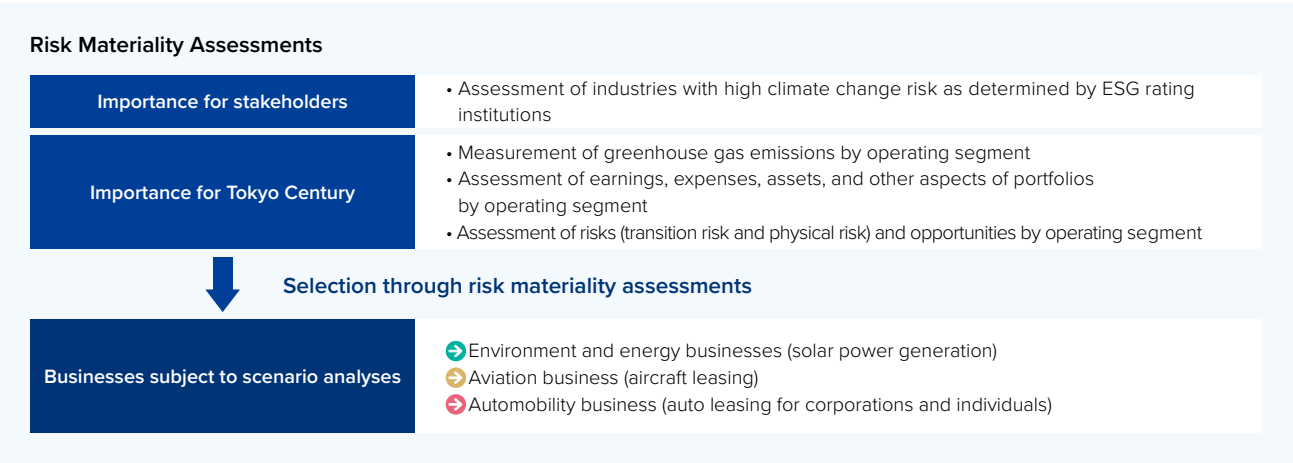 Risk Materiality Assessments
Importance for stakeholders
• Assessment of industries with high climate change risk as determined by ESG rating
institutions
Importance for Tokyo Century
• Measurement of greenhouse gas emissions by operating segment
• Assessment of earnings, expenses, assets, and other aspects of portfolios
by operating segment
• Assessment of risks (transition risk and physical risk) and opportunities by operating segment
Selection through risk materiality assessments
Businesses subject to scenario analyses
Environment and energy businesses (solar power generation)
Aviation business (aircraft leasing)
Automobility business (auto leasing for corporations and individuals)